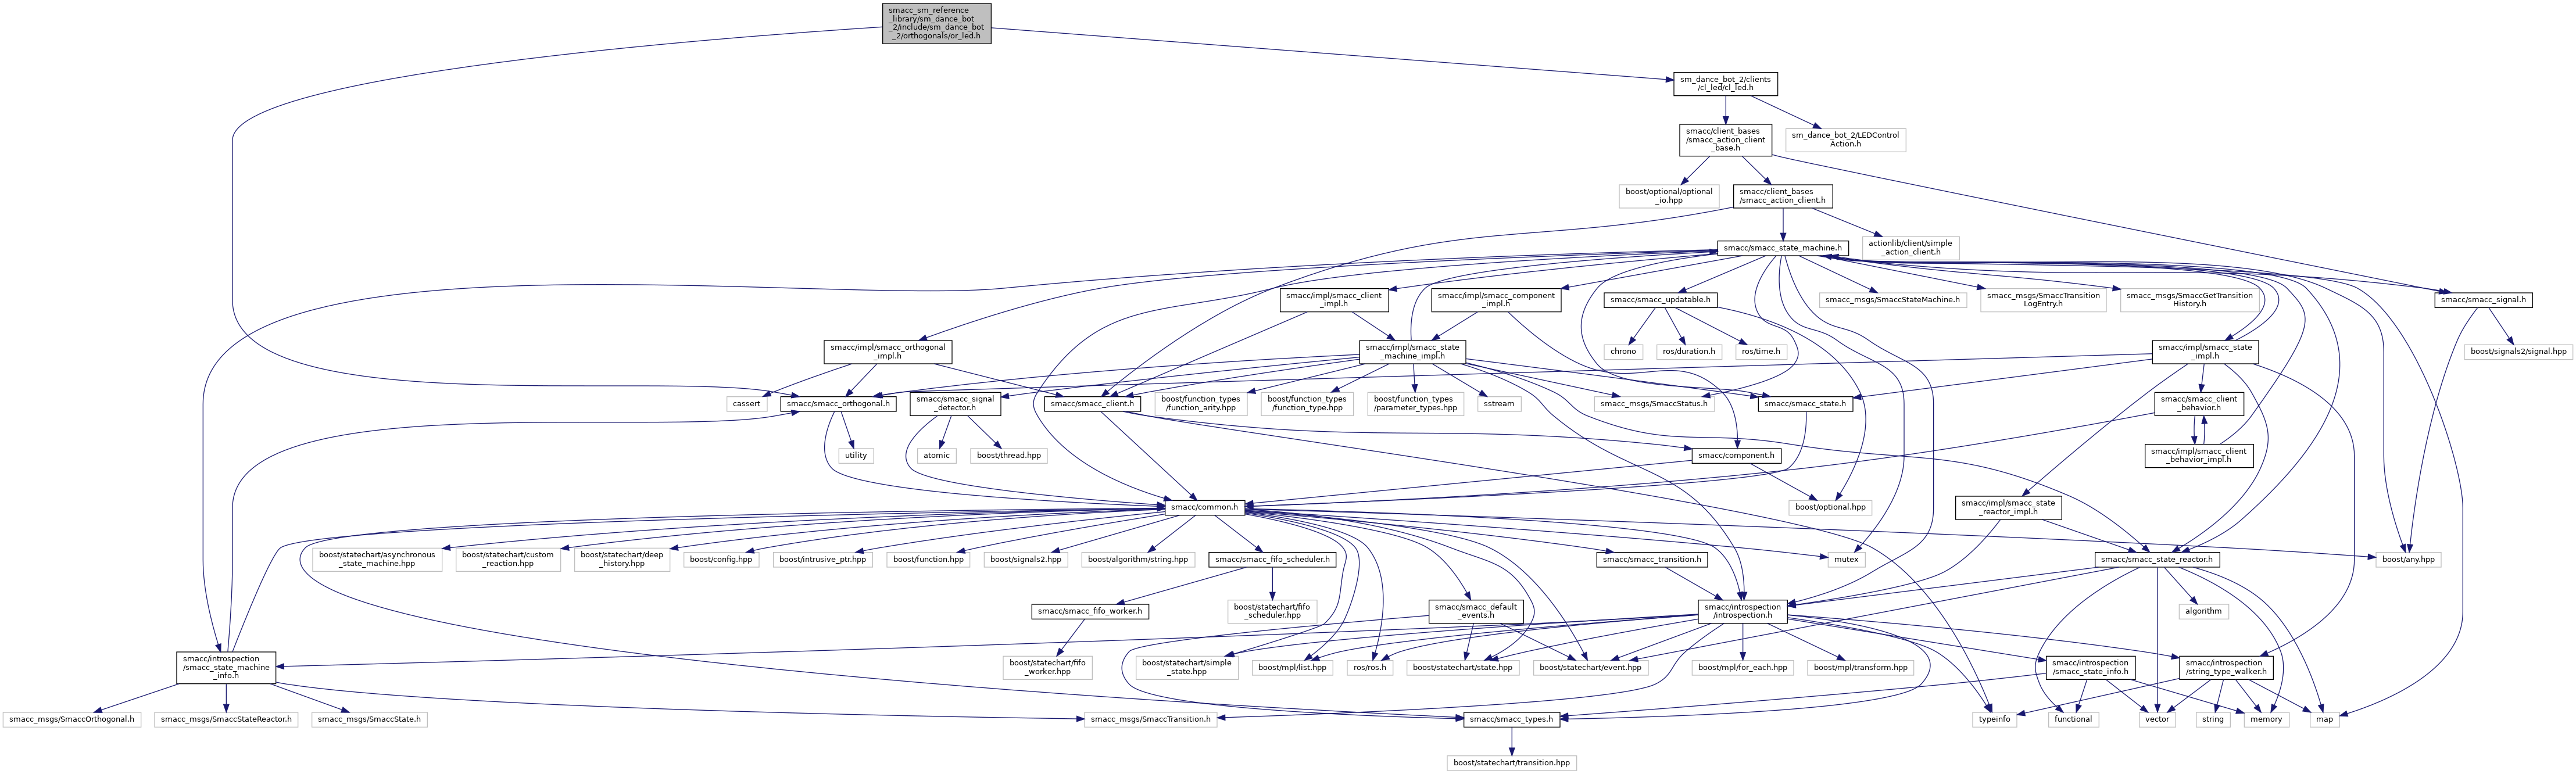 smacc_sm_reference
_library/sm_dance_bot
_2/include/sm_dance_bot
_2/orthogonals/or_led.h
sm_dance_bot_2/clients
/cl_led/cl_led.h
smacc/client_bases
/smacc_action_client
_base.h
sm_dance_bot_2/LEDControl
Action.h
boost/optional/optional
_io.hpp
smacc/client_bases
/smacc_action_client.h
smacc/smacc_state_machine.h
actionlib/client/simple
_action_client.h
smacc/impl/smacc_client
_impl.h
smacc/impl/smacc_component
_impl.h
smacc/smacc_updatable.h
smacc_msgs/SmaccStateMachine.h
smacc_msgs/SmaccTransition
LogEntry.h
smacc_msgs/SmaccGetTransition
History.h
smacc/smacc_signal.h
smacc/impl/smacc_orthogonal
_impl.h
smacc/impl/smacc_state
_machine_impl.h
chrono
ros/duration.h
ros/time.h
smacc/impl/smacc_state
_impl.h
boost/signals2/signal.hpp
cassert
smacc/smacc_orthogonal.h
smacc/smacc_signal
_detector.h
smacc/smacc_client.h
boost/function_types
/function_arity.hpp
boost/function_types
/function_type.hpp
boost/function_types
/parameter_types.hpp
sstream
smacc_msgs/SmaccStatus.h
smacc/smacc_state.h
smacc/smacc_client
_behavior.h
utility
atomic
boost/thread.hpp
smacc/component.h
smacc/impl/smacc_client
_behavior_impl.h
smacc/common.h
boost/optional.hpp
smacc/impl/smacc_state
_reactor_impl.h
boost/statechart/asynchronous
_state_machine.hpp
boost/statechart/custom
_reaction.hpp
boost/statechart/deep
_history.hpp
boost/config.hpp
boost/intrusive_ptr.hpp
boost/function.hpp
boost/signals2.hpp
boost/algorithm/string.hpp
smacc/smacc_fifo_scheduler.h
smacc/smacc_transition.h
mutex
smacc/smacc_state_reactor.h
boost/any.hpp
smacc/smacc_fifo_worker.h
boost/statechart/fifo
_scheduler.hpp
smacc/smacc_default
_events.h
smacc/introspection
/introspection.h
algorithm
smacc/introspection
/smacc_state_machine
_info.h
boost/statechart/fifo
_worker.hpp
boost/statechart/simple
_state.hpp
boost/mpl/list.hpp
ros/ros.h
boost/statechart/state.hpp
boost/statechart/event.hpp
boost/mpl/for_each.hpp
boost/mpl/transform.hpp
smacc/introspection
/smacc_state_info.h
smacc/introspection
/string_type_walker.h
smacc_msgs/SmaccOrthogonal.h
smacc_msgs/SmaccStateReactor.h
smacc_msgs/SmaccState.h
smacc_msgs/SmaccTransition.h
smacc/smacc_types.h
typeinfo
functional
vector
string
memory
map
boost/statechart/transition.hpp